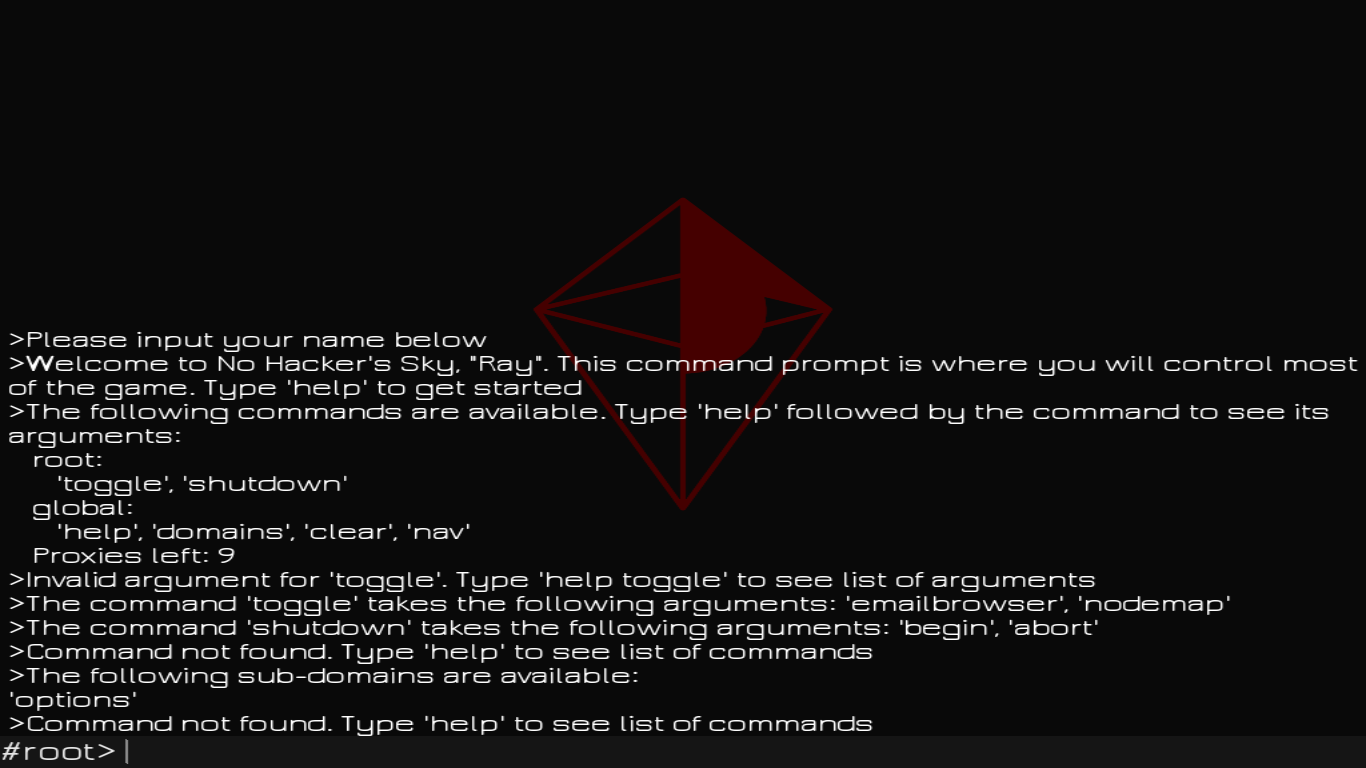 >Please input your name below
>Welcome to No Hacker's Sky, "Ray". This command prompt is where you will control most
of the game. Type 'help' to get started
>The following commands are available. Type 'help' followed by the command to see its
arguments:
root:
'toggle', 'shutdown'
global:
'help', 'domains', 'clear', 'nav'
Proxies left: 9
>Invalid argument for 'toggle'. Type 'help toggle' to see list of arguments
>The command 'toggle' takes the following arguments: 'emailbrowser', 'nodemap'
>The command 'shutdown' takes the following arguments: 'begin', 'abort'
>Command not found. Type 'help' to see list of commands
>The following sub-domains are available:
'options'
>Command not found. Type 'help' to see list of commands
#root>